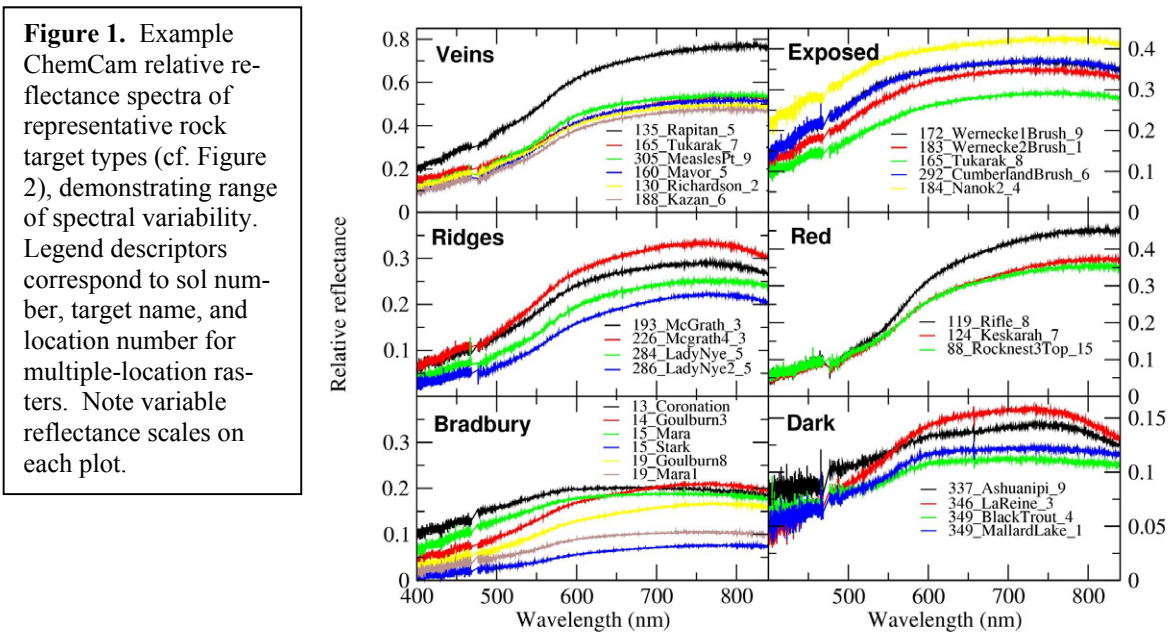 Figure 1. Example
ChemCam relative re-
flectance spectra of
representative rock
target types (cf. Figure
2), demonstrating range
of spectral variability.
Legend descriptors
correspond to sol num-
ber, target name, and
location number for
multiple-location ras-
ters. Note variable
reflectance scales on
each plot.
Relative reflectance
0.8
0.6
0.4
0.2
0
Veins
135_Rapitan_5
165_Tukarak_7
305_MeaslesPt_9
160_Mavor_5
130_Richardson_2
188_Kazan_6
Exposed
172_Wernecke1Brush_9
183_Wernecke2Brush_1
165_Tukarak_8
292_CumberlandBrush_6
184_Nanok2_4
0.4
0.3
0.2
0.1
0
0.3
0.2
0.1
Ridges
193_McGrath_3
226_Mcgrath4_3
284_LadyNye_5
286_LadyNye2_5
Red
119_Rifle_8
124_Keskarah_7
88_Rocknest3Top_15
0.4
0.3
0.2
0.1
0
0.3
0.2
0.1
0
Bradbury
13_Coronation
14_Goulburn3
15_Mara
15_Stark
19_Goulburn8
19_Mara1
Dark
337_Ashuanipi_9
346_LaReine_3
349_BlackTrout_4
349_MallardLake_1
0.15
0.1
0.05
0
400 500 600 700 800
Wavelength (nm)
500 600 700 800
Wavelength (nm)